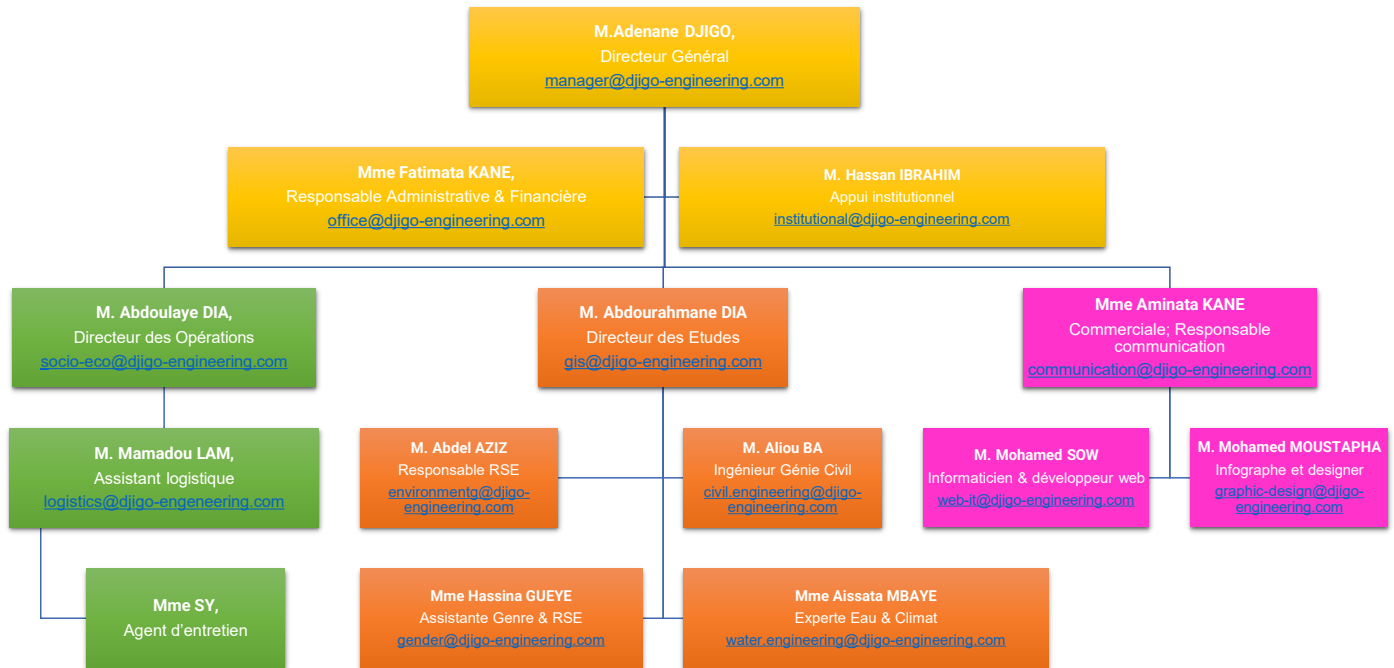 M.Adenane DJIGO,
Directeur Général
manager@djigo-engineering.com
Mme Fatimata KANE,
Responsable Administrative & Financière
office@djigo-engineering.com
M. Hassan IBRAHIM
Appui institutionnel
institutional@djigo-engineering.com
M. Abdoulaye DIA,
Directeur des Opérations
socio-eco@djigo-engineering.com
M. Abdourahmane DIA
Directeur des Etudes
gis@djigo-engineering.com
Mme Aminata KANE
Commerciale; Responsable
communication
communication@djigo-engineering.com
M. Mamadou LAM,
Assistant logistique
logistics@djigo-engeneering.com
M. Abdel AZIZ
Responsable RSE
environmentg@djigo-
engineering.com
M. Aliou BA
Ingénieur Génie Civil
civil.engineering@djigo-
engineering.com
M. Mohamed SOW
Informaticien & développeur web
web-it@djigo-engineering.com
M. Mohamed MOUSTAPHA
Infographe et designer
graphic-design@djigo-
engineering.com
Mme SY,
Agent d’entretien
Mme Hassina GUEYE
Assistante Genre & RSE
gender@djigo-engineering.com
Mme Aissata MBAYE
Experte Eau & Climat
water.engineering@djigo-engineering.com